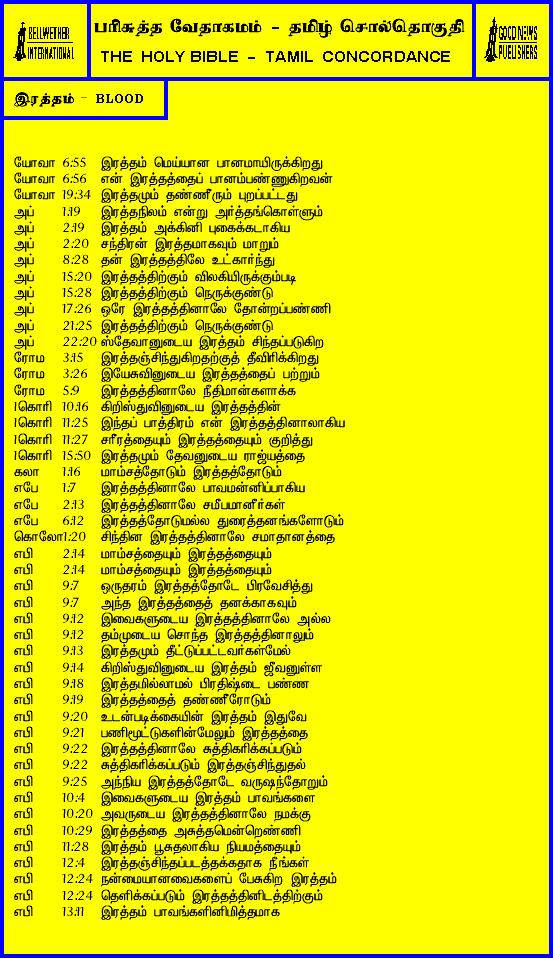 BELLWETHER
INTERNATIONAL
பரிசுத்த வேதாகமம் - தமிழ் சொல்தொகுதி
THE HOLY BIBLE - TAMIL CONCORDANCE
GOOD NEWS
PUBLISHERS
இரத்தம் - BLOOD
யோவா 6:55 இரத்தம் மெய்யான பானமாயிருக்கிறது
யோவா 6:56 என் இரத்தத்தைப் பானம்பண்ணுகிறவன்
யோவா 19:34 இரத்தமும் தண்ணீரும் புறப்பட்டது
அப் 1:19 இரத்தநிலம் என்று அர்த்தங்கொள்ளும்
அப் 2:19 இரத்தம் அக்கினி புகைக்கடாகிய
அப் 2:20 சந்திரன் இரத்தமாகவும் மாறும்
அப் 8:28 தன் இரத்தத்திலே உட்கார்ந்து
அப் 15:20 இரத்தத்திற்கும் விலகியிருக்கும்படி
அப் 15:28 இரத்தத்திற்கும் நெருக்குண்டு
அப் 17:26 ஒரே இரத்தத்தினாலே தோன்றப்பண்ணி
அப் 21:25 இரத்தத்திற்கும் நெருக்குண்டு
அப் 22:20 ஸ்தேவானுடைய இரத்தம் சிந்தப்படுகிற
ரோம 3:15 இரத்தஞ்சிந்துகிறதற்குத் தீவிரிக்கிறது
ரோம 3:26 இயேசுவினுடைய இரத்தத்தைப் பற்றும்
ரோம 5:9 இரத்தத்தினாலே நீதிமான்களாக்க
1கொரி 10:16 கிறிஸ்துவினுடைய இரத்தத்தின்
1கொரி 11:25 இந்தப் பாத்திரம் என் இரத்தத்தினாலாகிய
1கொரி 11:27 சரீரத்தையும் இரத்தத்தையும் குறித்து
1கொரி 15:50 இரத்தமும் தேவனுடைய ராஜ்யத்தை
கலா 1:16 மாம்சத்தோடும் இரத்தத்தோடும்
எபே 1:7 இரத்தத்தினாலே பாவமன்னிப்பாகிய
எபே 2:13 இரத்தத்தினாலே சமீபமானீர்கள்
எபே 6:12 இரத்தத்தோடுமல்ல துரைத்தனங்களோடும்
கொலோ1:20 சிந்தின இரத்தத்தினாலே சமாதானத்தை
எபி 2:14 மாம்சத்தையும் இரத்தத்தையும்
எபி 2:14 மாம்சத்தையும் இரத்தத்தையும்
எபி 9:7 ஒருதரம் இரத்தத்தோடே பிரவேசித்து
எபி 9:7 அந்த இரத்தத்தைத் தனக்காகவும்
எபி 9:12 இவைகளுடைய இரத்தத்தினாலே அல்ல
எபி 9:12 தம்முடைய சொந்த இரத்தத்தினாலும்
எபி 9:13 இரத்தமும் தீட்டுப்பட்டவர்கள்மேல்
எபி 9:14 கிறிஸ்துவினுடைய இரத்தம் ஜீவனுள்ள
எபி 9:18 இரத்தமில்லாமல் பிரதிஷ்டை பண்ண
எபி 9:19 இரத்தத்தைத் தண்ணீரோடும்
எபி 9:20 உடன்படிக்கையின் இரத்தம் இதுவே
எபி 9:21 பணிமூட்டுகளின்மேலும் இரத்தத்தை
எபி 9:22 இரத்தத்தினாலே சுத்திகரிக்கப்படும்
எபி 9:22 சுத்திகரிக்கப்படும் இரத்தஞ்சிந்துதல்
எபி 9:25 அந்நிய இரத்தத்தோடே வருஷந்தோறும்
எபி 10:4 இவைகளுடைய இரத்தம் பாவங்களை
எபி 10:20 அவருடைய இரத்தத்தினாலே நமக்கு
எபி 10:29 இரத்தத்தை அசுத்தமென்றெண்ணி
எபி 11:28 இரத்தம் பூசுதலாகிய நியமத்தையும்
எபி 12:4 இரத்தஞ்சிந்தப்படத்தக்கதாக நீங்கள்
எபி 12:24 நன்மையானவைகளைப் பேசுகிற இரத்தம்
எபி 12:24 தெளிக்கப்படும் இரத்தத்தினிடத்திற்கும்
எபி 13:11 இரத்தம் பாவங்களினிமித்தமாக